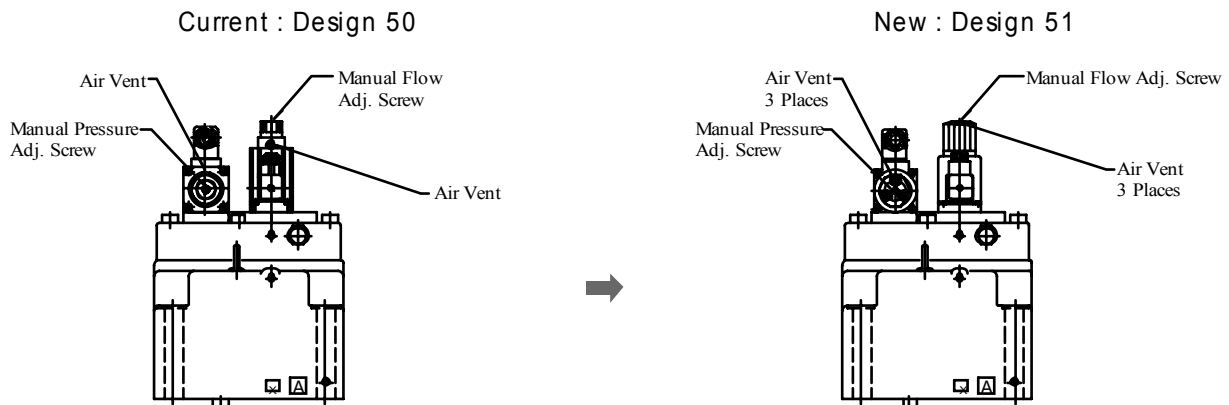 Current : Design 50
Air Vent
Manual Flow
Adj. Screw
Manual Pressure
Adj. Screw
Air Vent
New : Design 51
Air Vent
3 Places
Manual Flow Adj. Screw
Manual Pressure
Adj. Screw
Air Vent
3 Places
x A
x A